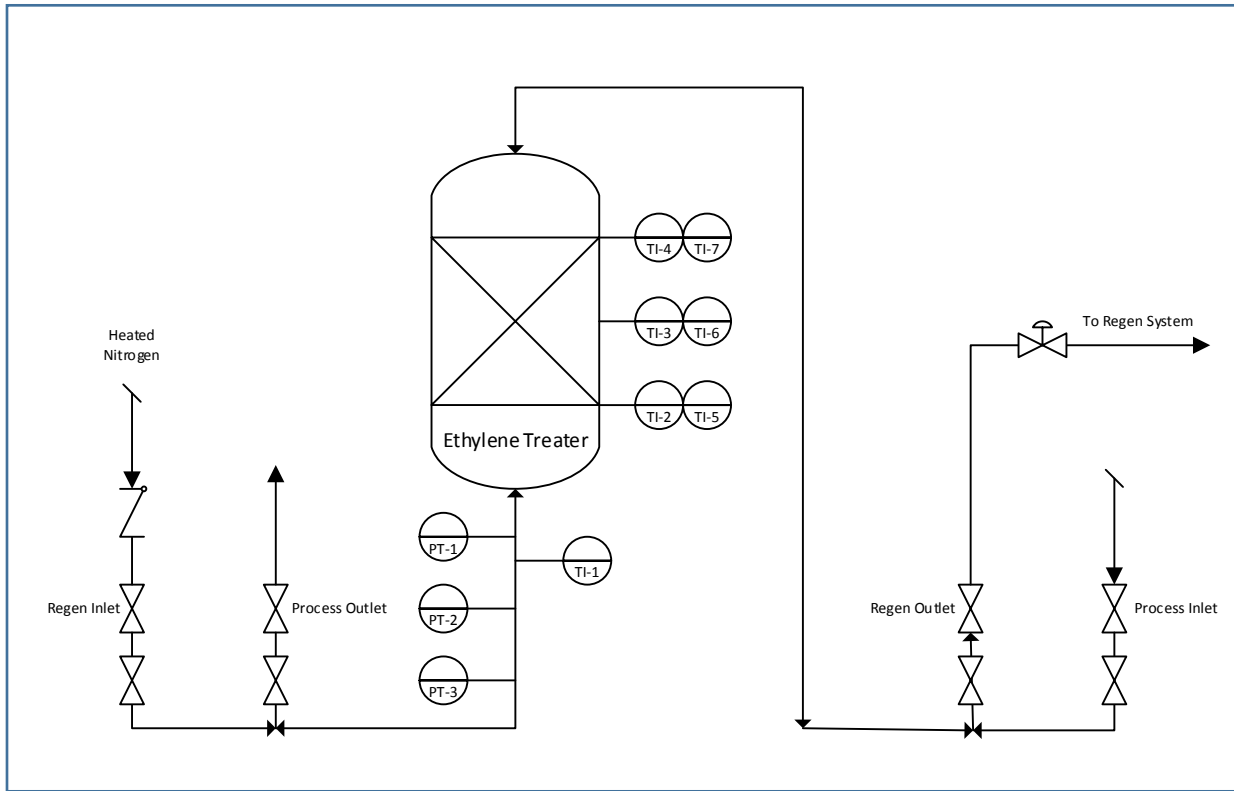 TI-4
TI-7
Heated
Nitrogen
TI-3
TI-6
To Regen System
TI-2
TI-5
Ethylene Treater
PT-1
TI-1
Regen Inlet
Process Outlet
PT-2
Regen Outlet
Process Inlet
PT-3